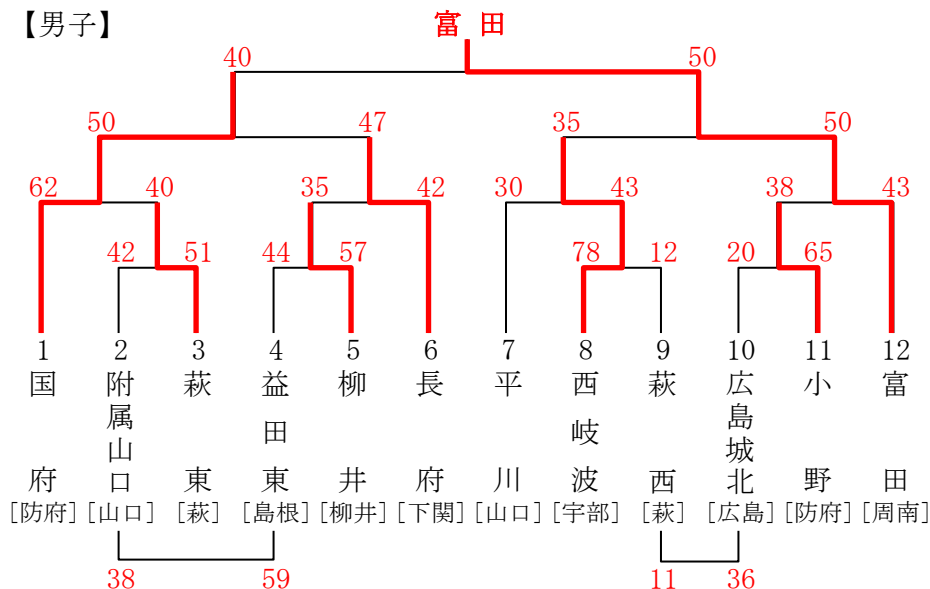 【男子】
富田
40 50
50 47 35 50
62 40 35 42 30 43 38 43
42 51 44 57 78 12 20 65
1 2 3 4 5 6 7 8 9 10 11 12
国府 附属山口 萩東 益田東 柳井 長府 平川 西岐波 萩西 広島城北 小野 富田
[防府] [山口] [萩] [島根] [柳井] [下関] [山口] [宇部] [萩] [広島] [防府] [周南]
38 59 11 36